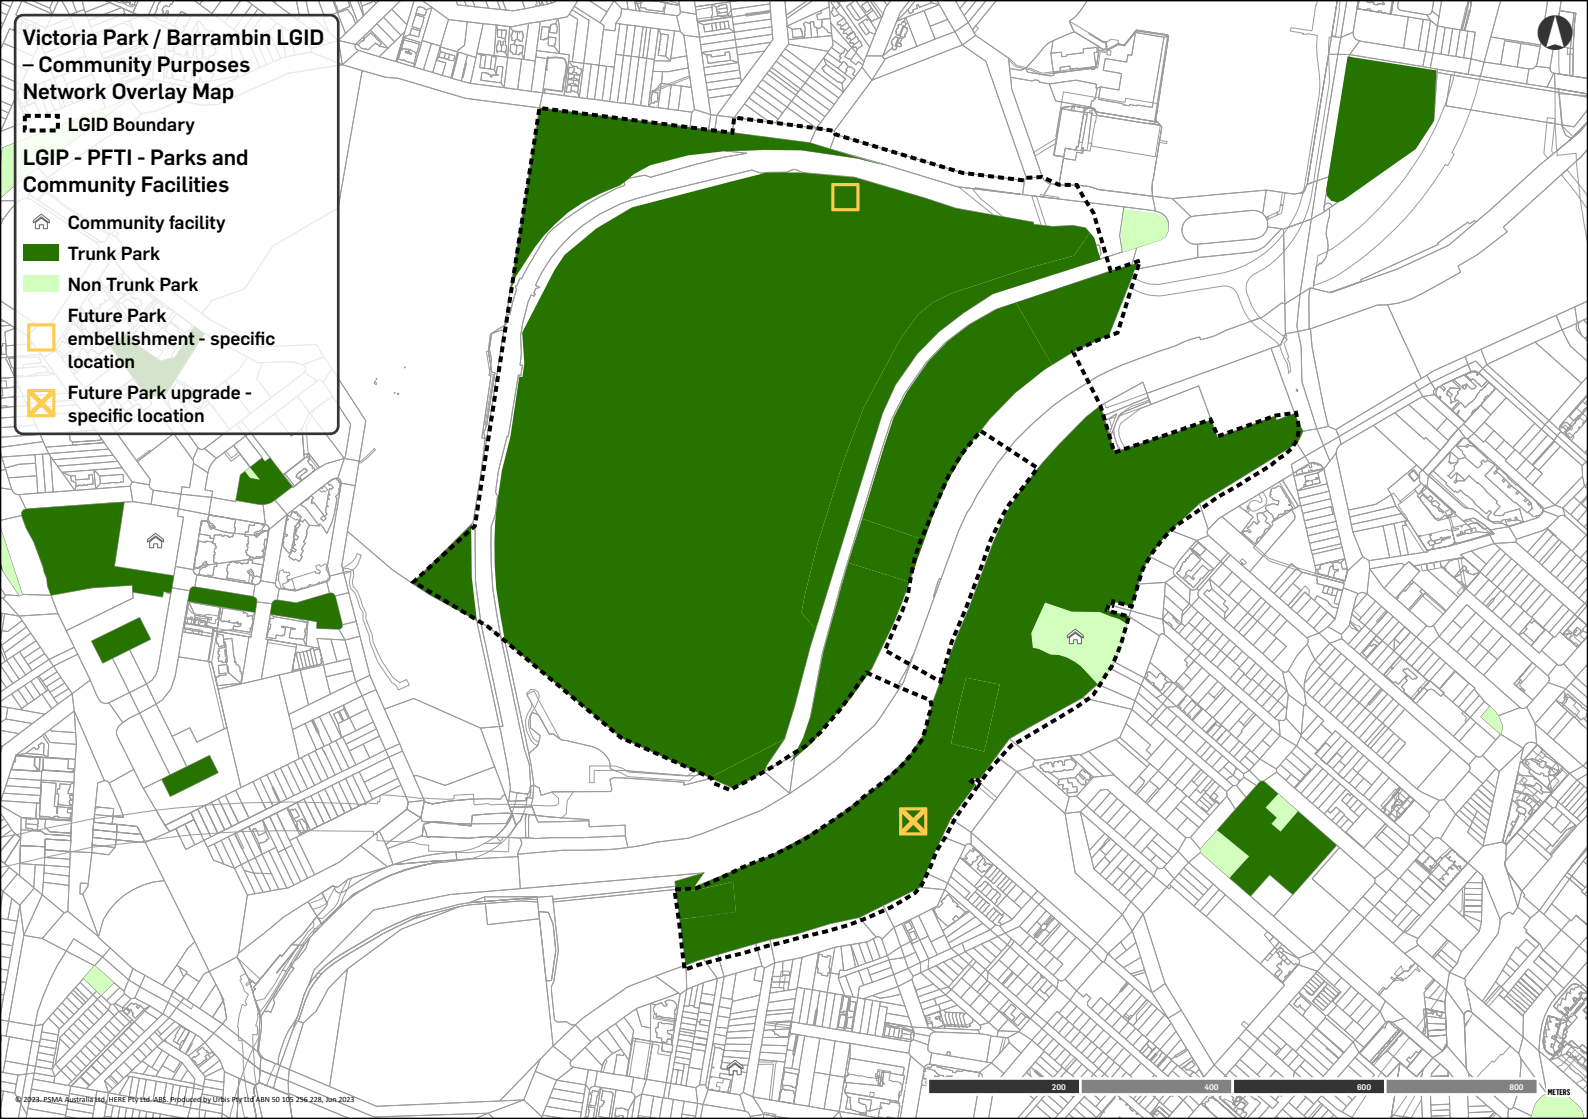 Victoria Park / Barrambin LGID
– Community Purposes
Network Overlay Map
LGID Boundary
LGIP - PFTI - Parks and
Community Facilities
Community facility
Trunk Park
Non Trunk Park
Future Park
embellishment - specific
location
Future Park upgrade -
specific location
200 400 600 800
METERS
© 2023. PSMA Australia Ltd, HERE Pty Ltd. ABS. Produced by Urbis Pty Ltd ABN 50 105 256 228, Jun 2023